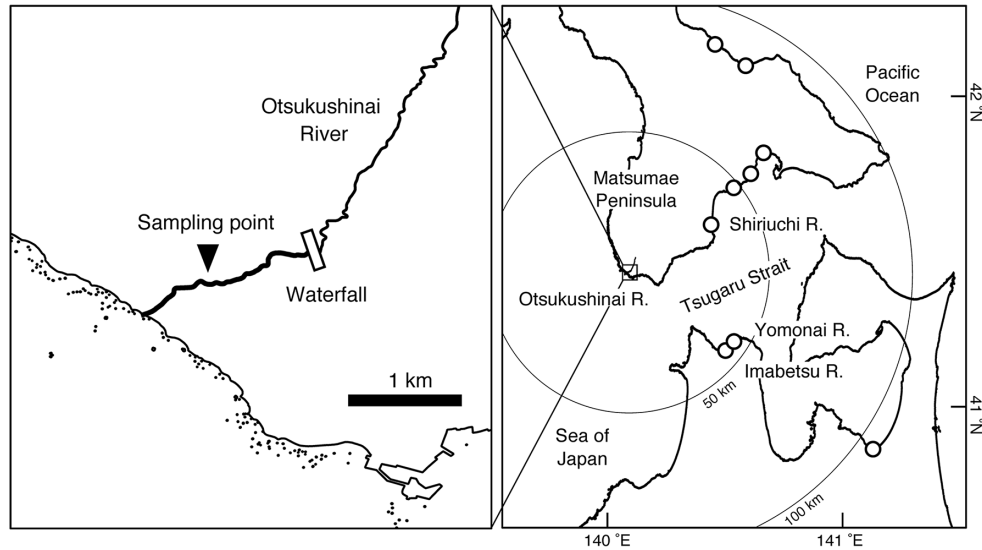 Otsukushinai
River
Sampling point
Waterfall
1 km
Pacific
Ocean
42 °N
Matsumae
Peninsula
Shiriuchi R.
Tsugaru Strait
Otsukushinai R.
Yomonai R.
Imabetsu R.
50 km
41 °N
Sea of
Japan
100 km
140 °E
141 °E